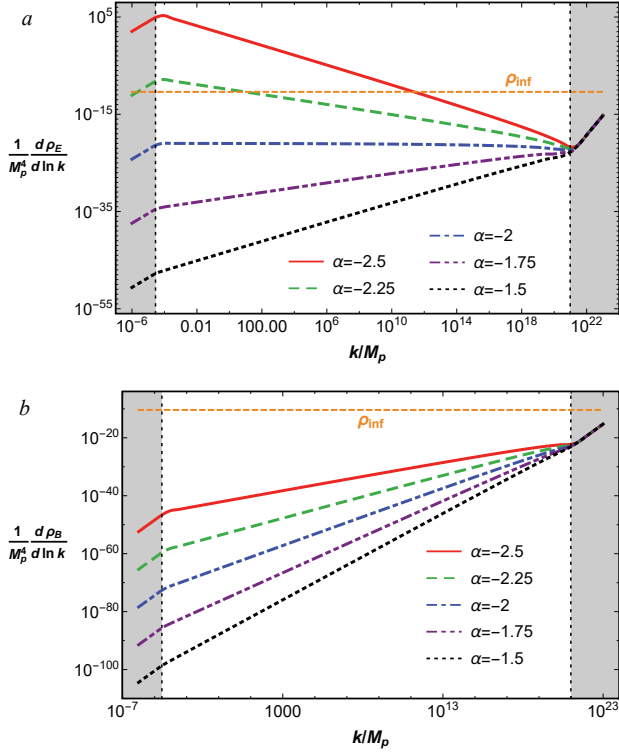 a
10^5
10^-15
10^-35
10^-55
1/M_p^4 dρ_E/d ln k
ρ_inf
α=-2.5
α=-2.25
α=-2
α=-1.75
α=-1.5
10^-6 0.01 100.00 10^6 10^10 10^14 10^18 10^22
k/M_p
b
10^-20
10^-40
10^-60
10^-80
10^-100
1/M_p^4 dρ_B/d ln k
ρ_inf
α=-2.5
α=-2.25
α=-2
α=-1.75
α=-1.5
10^-7 1000 10^13 10^23
k/M_p